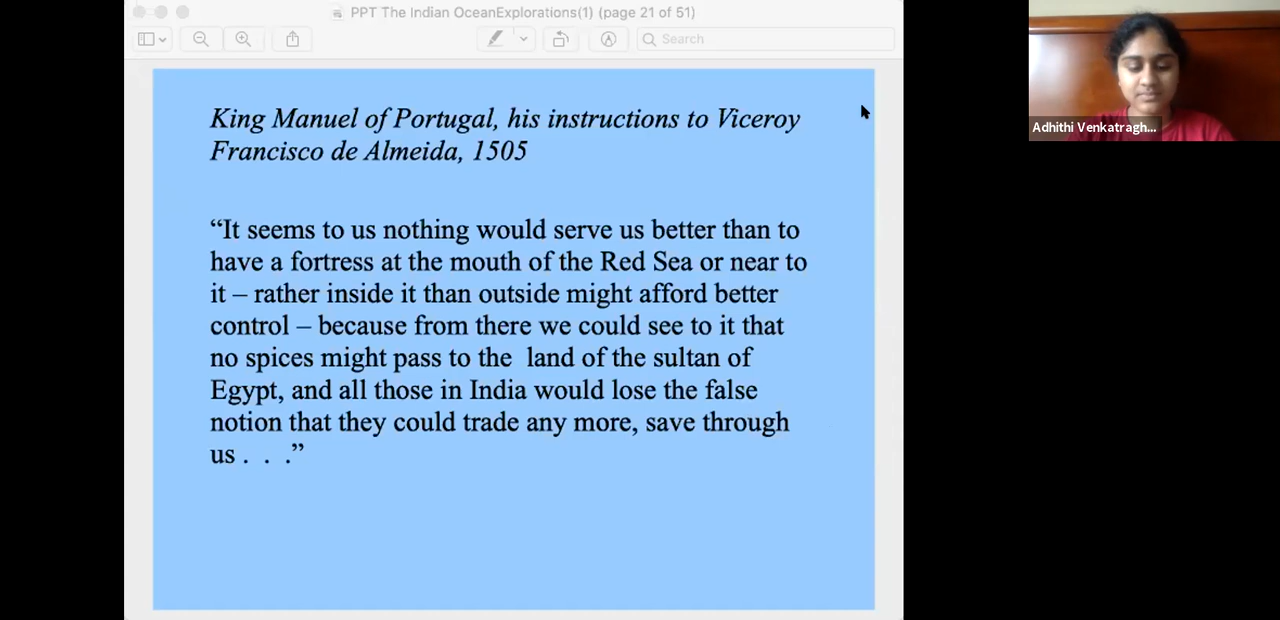 PPT The Indian OceanExplorations(1) (page 21 of 51)
Search
King Manuel of Portugal, his instructions to Viceroy
Francisco de Almeida, 1505
“It seems to us nothing would serve us better than to
have a fortress at the mouth of the Red Sea or near to
it – rather inside it than outside might afford better
control – because from there we could see to it that
no spices might pass to the  land of the sultan of
Egypt, and all those in India would lose the false
notion that they could trade any more, save through
us . . .”
Adhithi Venkatragh...